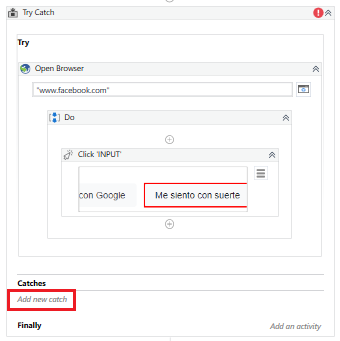 Try Catch
Try
Open Browser
"www.facebook.com"
Do
Click 'INPUT'
con Google
Me siento con suerte
Catches
Add new catch
Finally
Add an activity